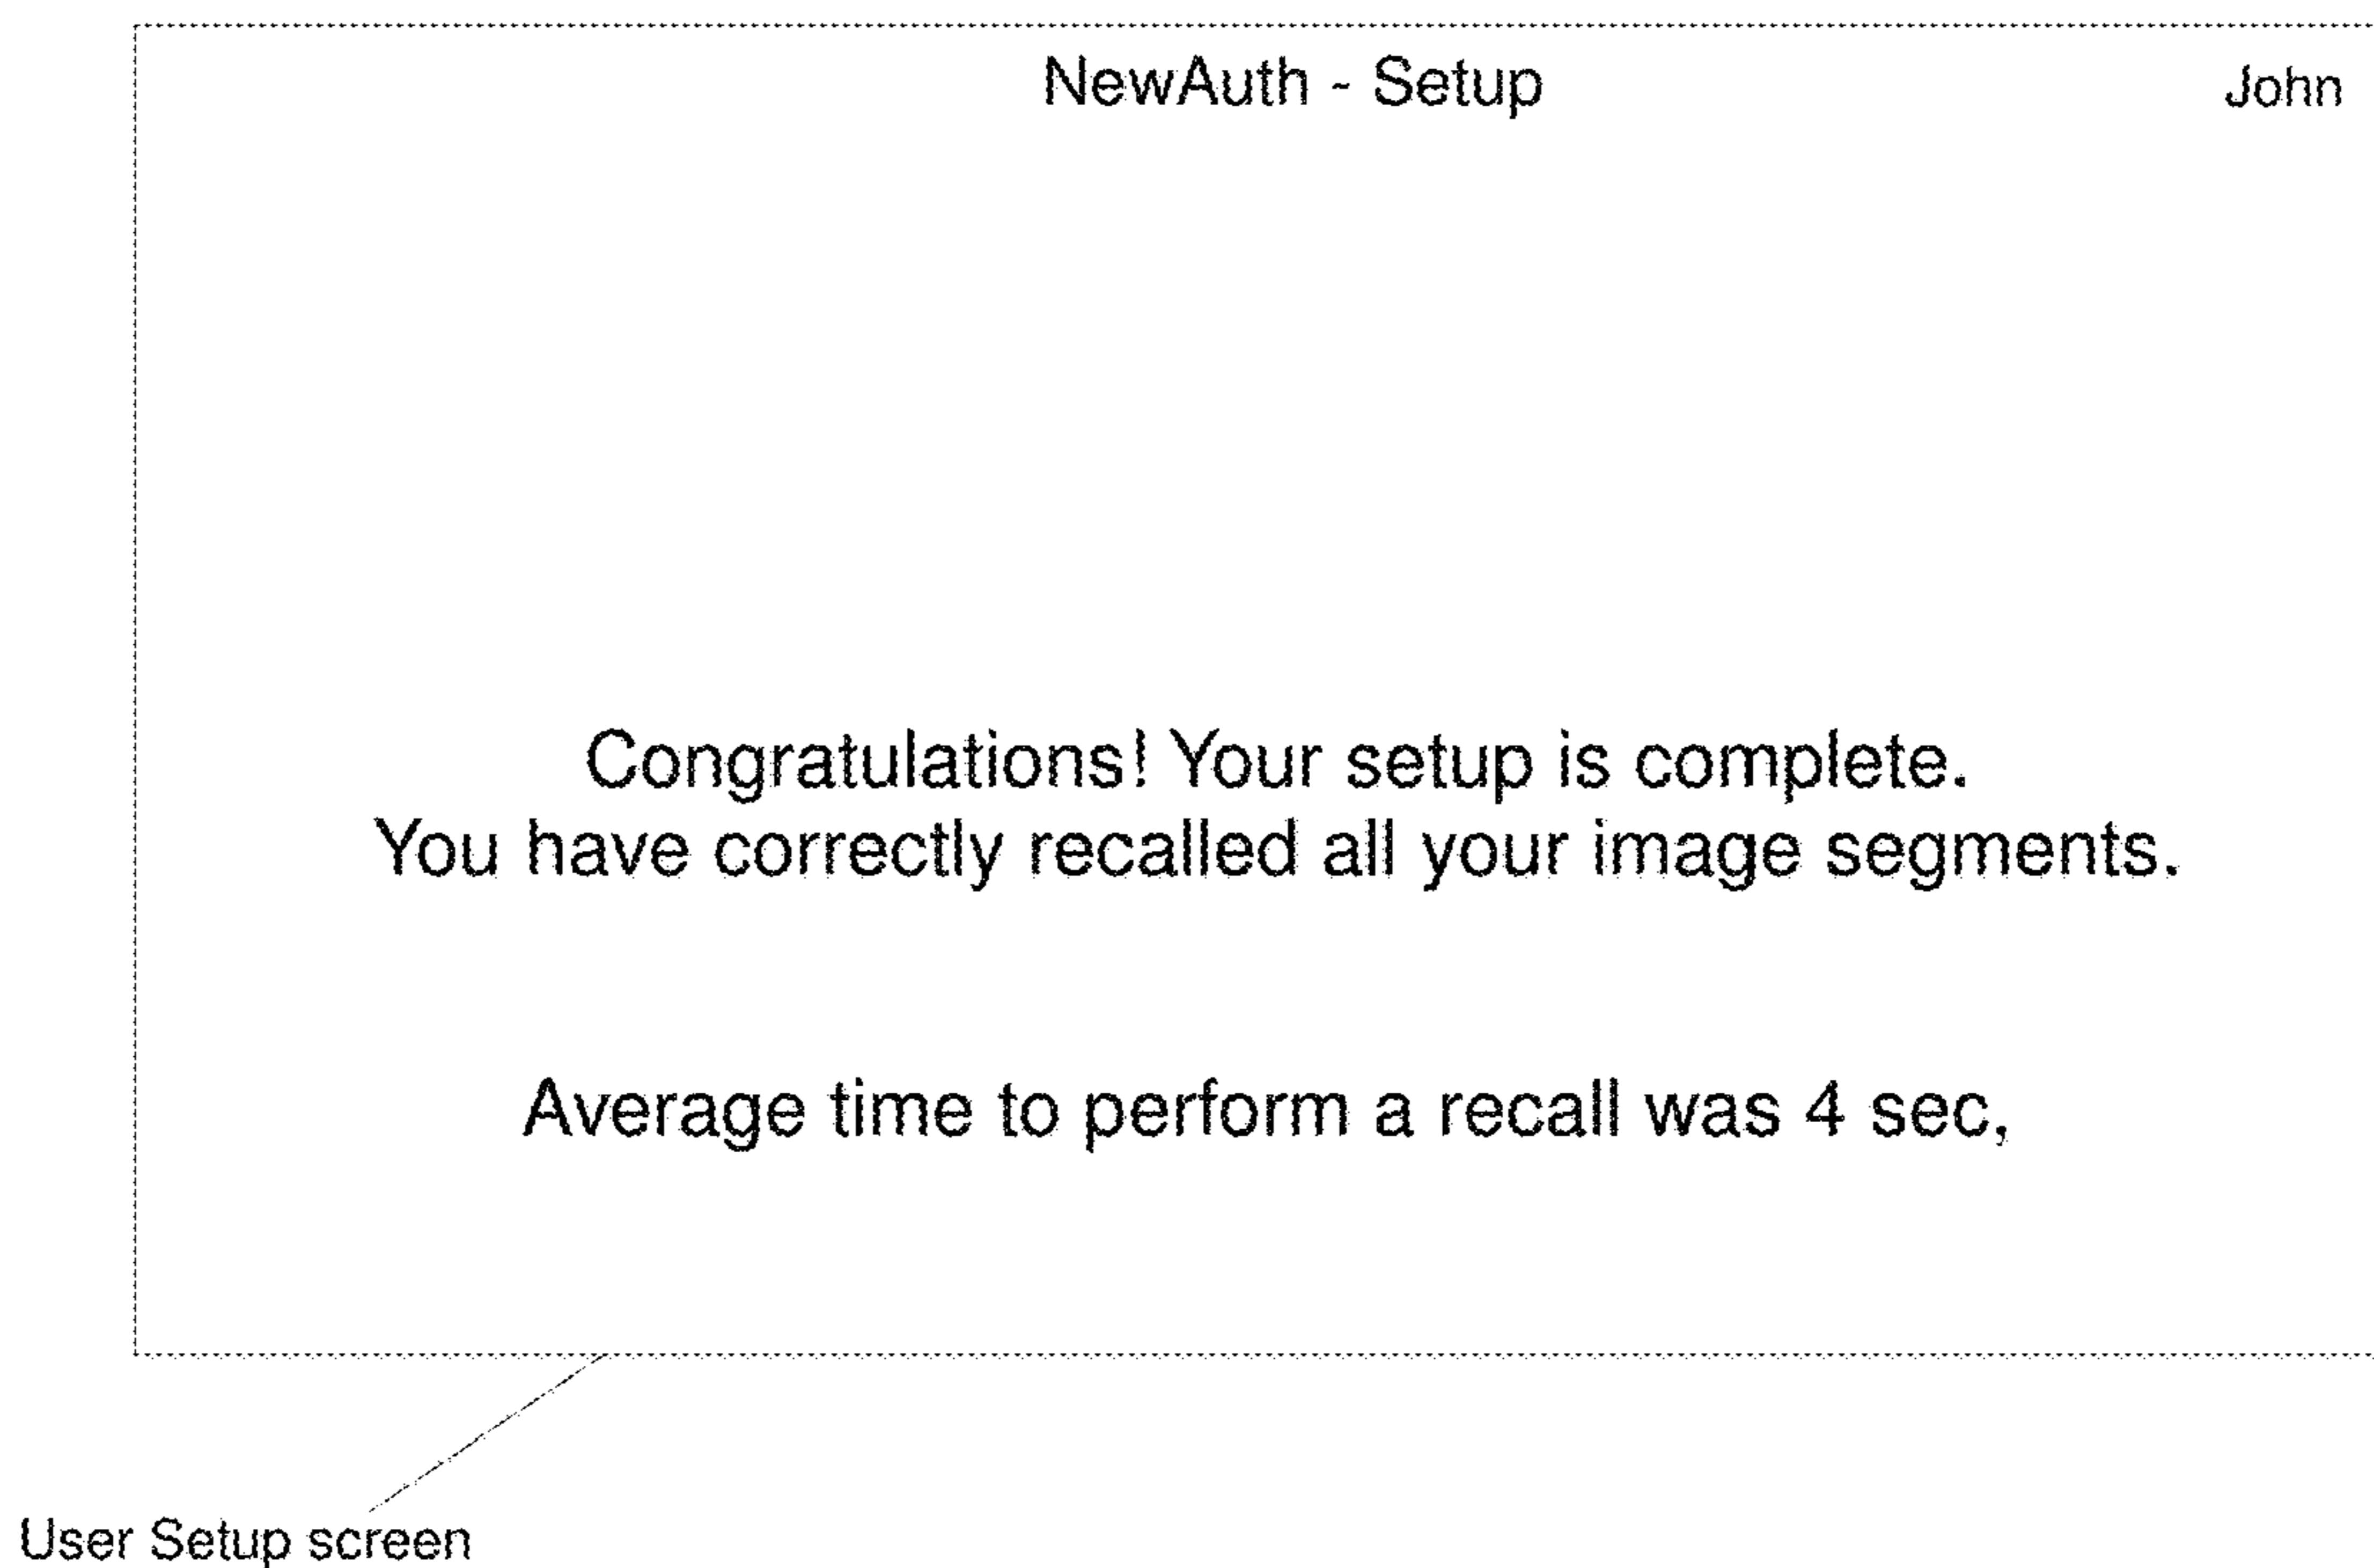 NewAuth - Setup
John
Congratulations! Your setup is complete.
You have correctly recalled all your image segments.
Average time to perform a recall was 4 sec,
User Setup screen